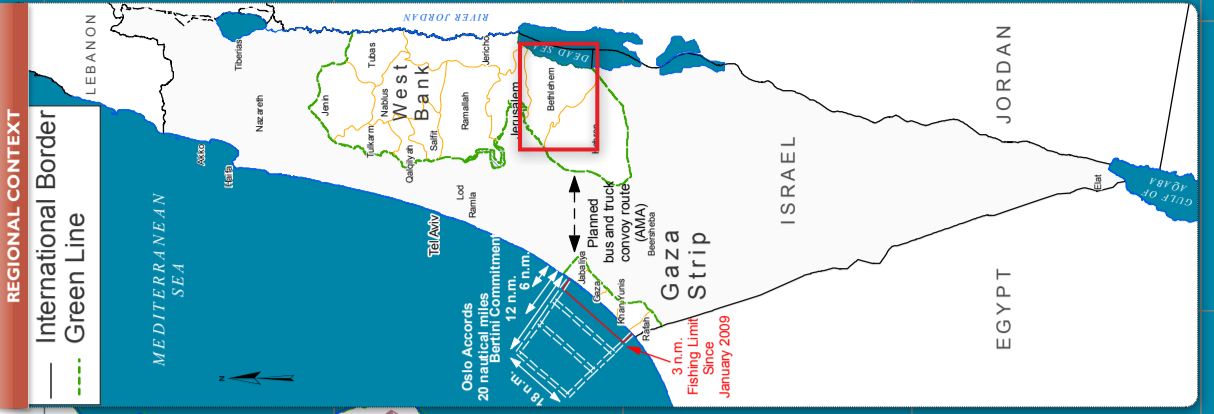 REGIONAL CONTEXT
International Border
Green Line
LEBANON
MEDITERRANEAN
SEA
N
RIVER JORDAN
Tiberias
Nazareth
Akko
Haifa
Jenin
Tubas
Tulkarm
Nablus
West
Bank
Qalqilyah
Salfit
Ramallah
Jericho
Jerusalem
DEAD SEA
Bethlehem
Lod
Ramla
Tel Aviv
Planned
bus and truck
convoy route
(AMA)
Beersheba
Oslo Accords
20 nautical miles
Bertini Commitment
12 n.m.
6 n.m.
18 n.m.
Jabaliya
Gaza
Khan Yunis
Rafah
Gaza
Strip
3 n.m.
Fishing Limit
Since
January 2009
ISRAEL
JORDAN
EGYPT
Elat
GULF OF
AQABA